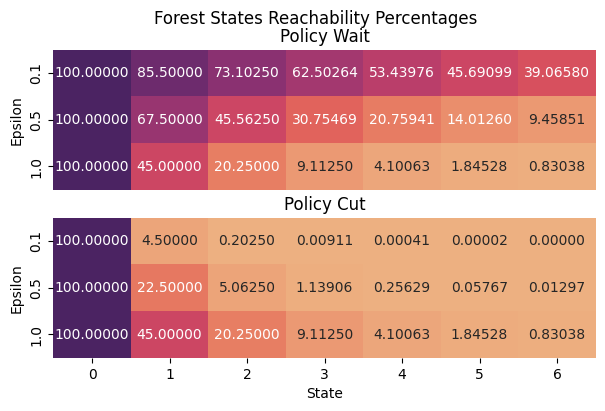 Forest States Reachability Percentages
Policy Wait
Epsilon
0.1 100.00000 85.50000 73.10250 62.50264 53.43976 45.69099 39.06580
0.5 100.00000 67.50000 45.56250 30.75469 20.75941 14.01260 9.45851
1.0 100.00000 45.00000 20.25000 9.11250 4.10063 1.84528 0.83038
Policy Cut
Epsilon
0.1 100.00000 4.50000 0.20250 0.00911 0.00041 0.00002 0.00000
0.5 100.00000 22.50000 5.06250 1.13906 0.25629 0.05767 0.01297
1.0 100.00000 45.00000 20.25000 9.11250 4.10063 1.84528 0.83038
0 1 2 3 4 5 6
State